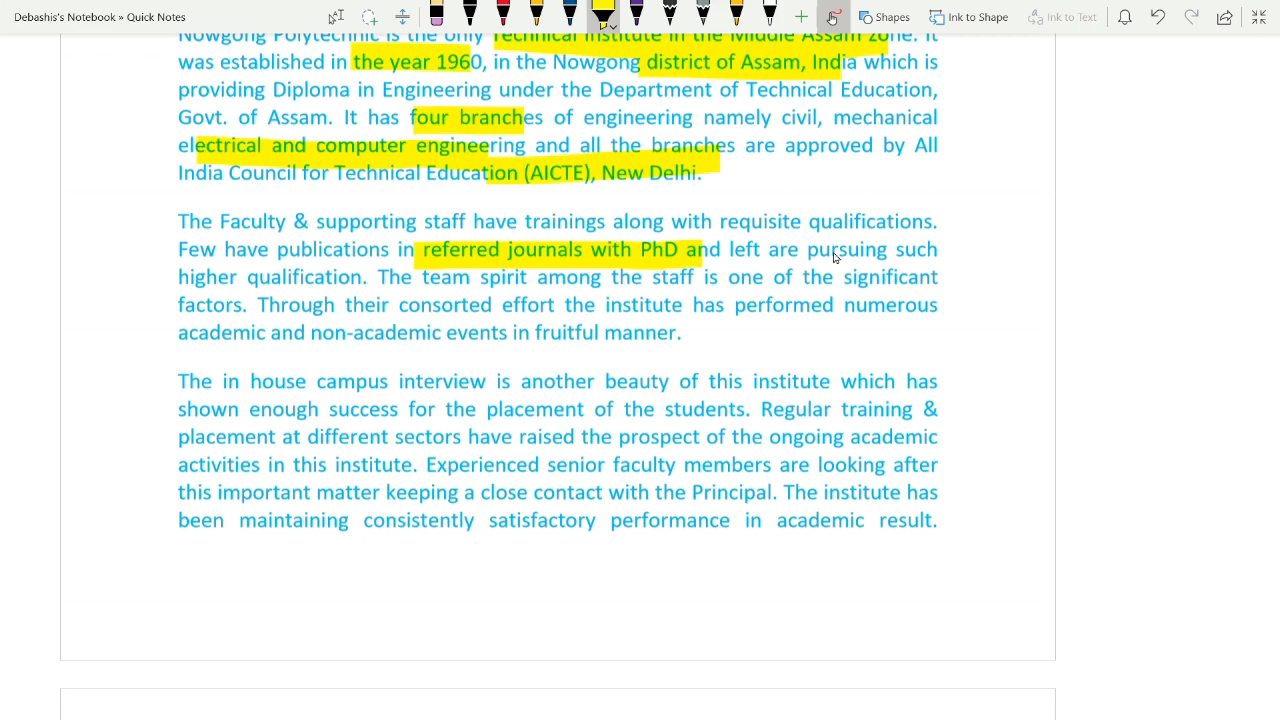 Debashis's Notebook » Quick Notes
Shapes
Ink to Shape
Ink to Text
Nowgong Polytechnic is the only Technical Institute in the Middle Assam zone. It
was established in the year 1960, in the Nowgong district of Assam, India which is
providing Diploma in Engineering under the Department of Technical Education,
Govt. of Assam. It has four branches of engineering namely civil, mechanical
electrical and computer engineering and all the branches are approved by All
India Council for Technical Education (AICTE), New Delhi.
The Faculty & supporting staff have trainings along with requisite qualifications.
Few have publications in referred journals with PhD and left are pursuing such
higher qualification. The team spirit among the staff is one of the significant
factors. Through their consorted effort the institute has performed numerous
academic and non-academic events in fruitful manner.
The in house campus interview is another beauty of this institute which has
shown enough success for the placement of the students. Regular training &
placement at different sectors have raised the prospect of the ongoing academic
activities in this institute. Experienced senior faculty members are looking after
this important matter keeping a close contact with the Principal. The institute has
been maintaining consistently satisfactory performance in academic result.